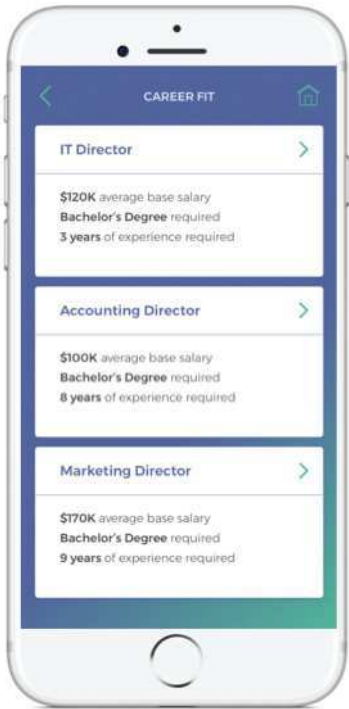 CAREER FIT
IT Director
$120K average base salary
Bachelor's Degree required
3 years of experience required
Accounting Director
$100K average base salary
Bachelor's Degree required
8 years of experience required
Marketing Director
$170K average base salary
Bachelor's Degree required
9 years of experience required